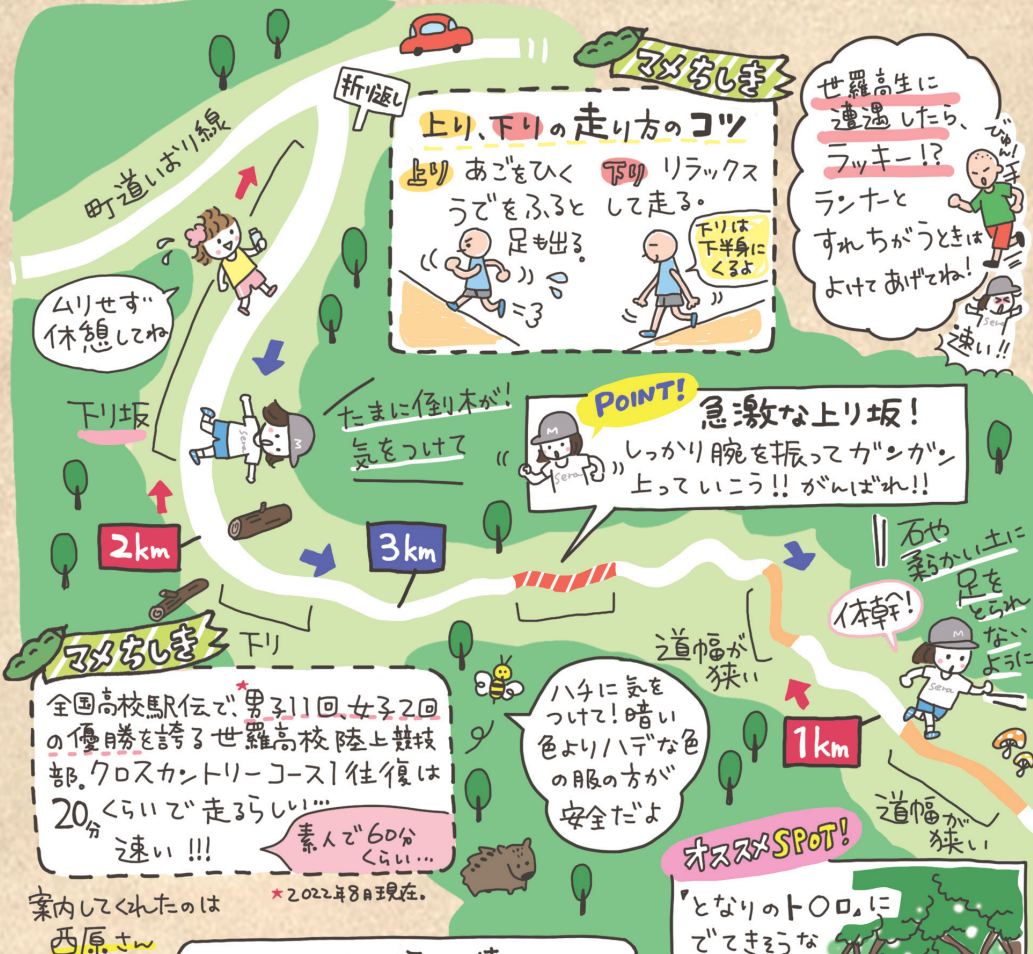 マメちしき
上り、下りの走り方のコツ
上り あごをひく
うでをふると
足も出る
下り リラックス
して走る。
下りは
下半身に
くるよ
世羅高生に
遭遇したら、
ラッキー!?
ランナーと
すれちがうときは
よけてあげてね!
びゅん!
速い!!
sera
折り返し
町道いおり線
ムリせず
休憩してね
下り坂
M
sera
たまに倒り木が!
気をつけて
POINT!
急激な上り坂!
しっかり腕を振ってガンガン
上っていこう!! がんばれ!!
M
sera
2km
3km
下り
石や
柔らかい土に
足を
とられ
ない
ように
体幹!
M
sera
道幅が
狭い
1km
道幅が
狭い
マメちしき
全国高校駅伝で、★男子11回、女子2回
の優勝を誇る世羅高校陸上競技
部。クロスカントリーコース1往復は
20分くらいで走るらしい…
速い!!!
素人で60分
くらい…
★2022年8月現在。
ハチに気を
つけて!暗い
色よりハデな色
の服の方が
安全だよ
オススメSPOT!
『となりのト○ロ』に
でてきそうな
案内してくれたのは
西原さん